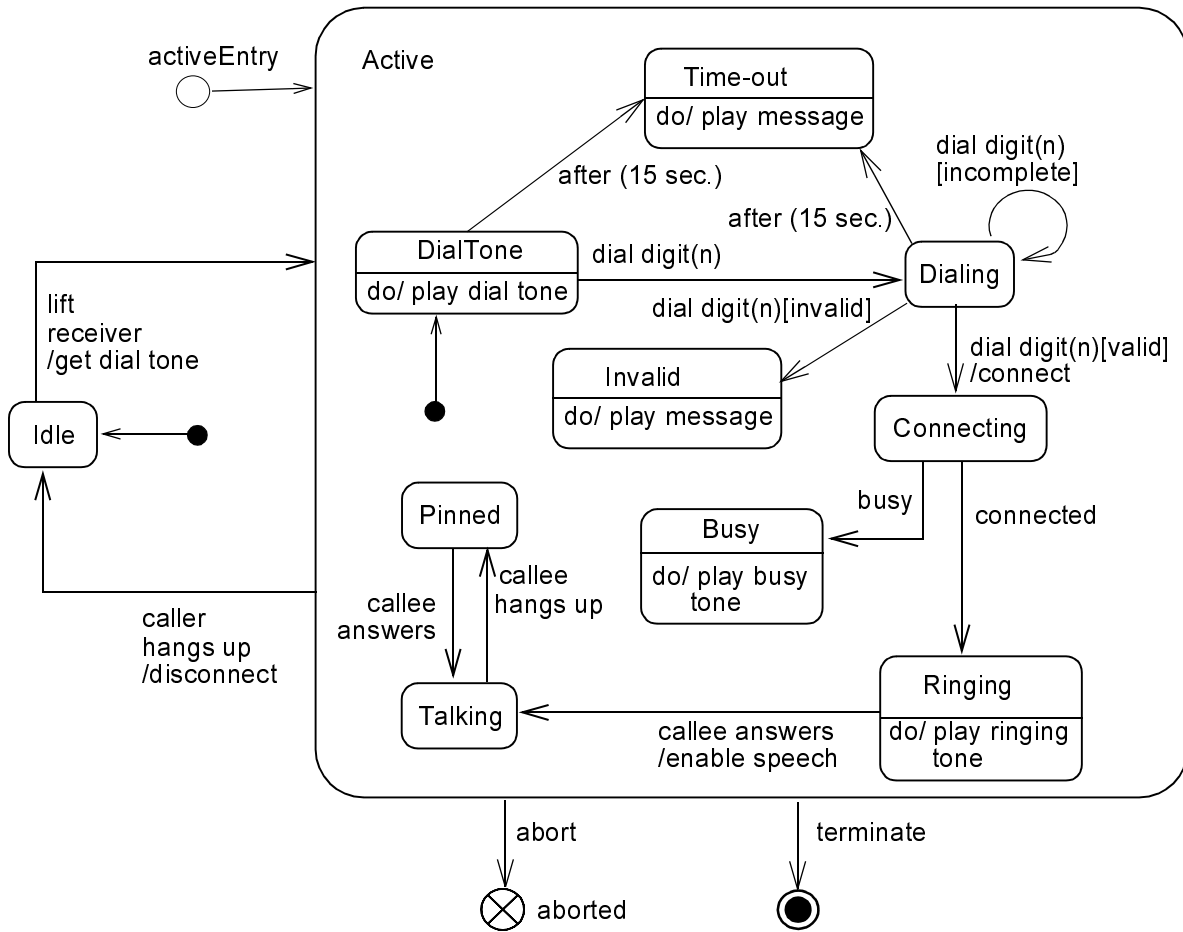 activeEntry
Active
Time-out
do/ play message
dial digit(n)
[incomplete]
after (15 sec.)
after (15 sec.)
DialTone
do/ play dial tone
dial digit(n)
Dialing
lift
receiver
/get dial tone
dial digit(n)[invalid]
dial digit(n)[valid]
/connect
Invalid
do/ play message
Idle
Connecting
Pinned
busy
connected
Busy
do/ play busy
tone
callee
hangs up
callee
answers
caller
hangs up
/disconnect
Talking
Ringing
do/ play ringing
tone
callee answers
/enable speech
abort
terminate
aborted